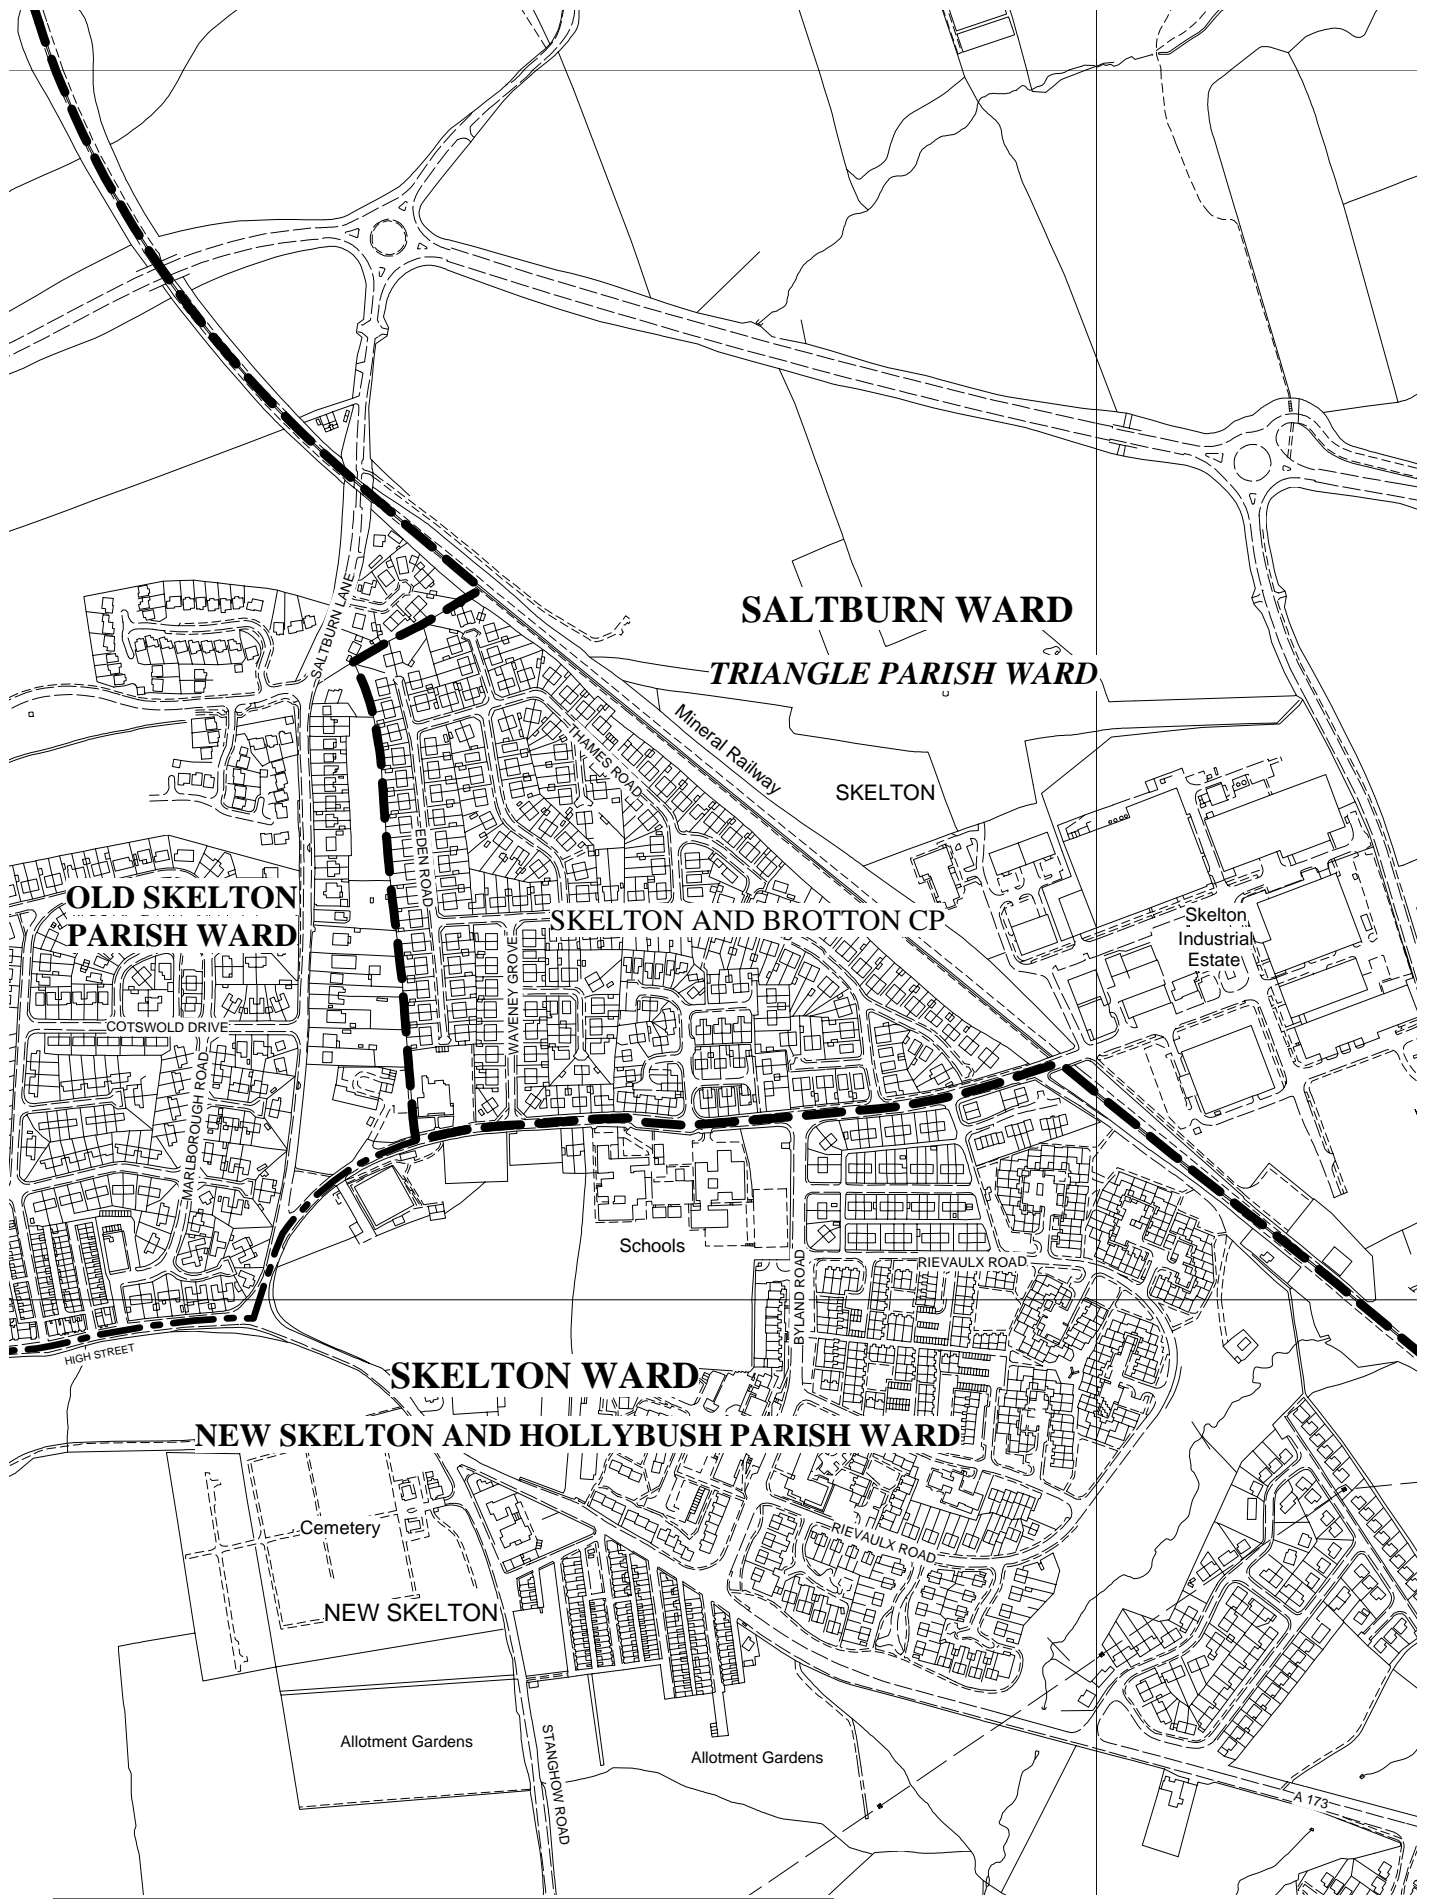 SALTBURN LANE
SALTBURN WARD
TRIANGLE PARISH WARD
Mineral Railway
THAMES ROAD
SKELTON
EDEN ROAD
OLD SKELTON
PARISH WARD
SKELTON AND BROTTON CP
Skelton
Industrial
Estate
WAVENEY GROVE
COTSWOLD DRIVE
MARLBOROUGH ROAD
Schools
RIEVAULX ROAD
BYLAND ROAD
HIGH STREET
SKELTON WARD
NEW SKELTON AND HOLLYBUSH PARISH WARD
Cemetery
RIEVAULX ROAD
NEW SKELTON
Allotment Gardens
STANGHOW ROAD
Allotment Gardens
A 173